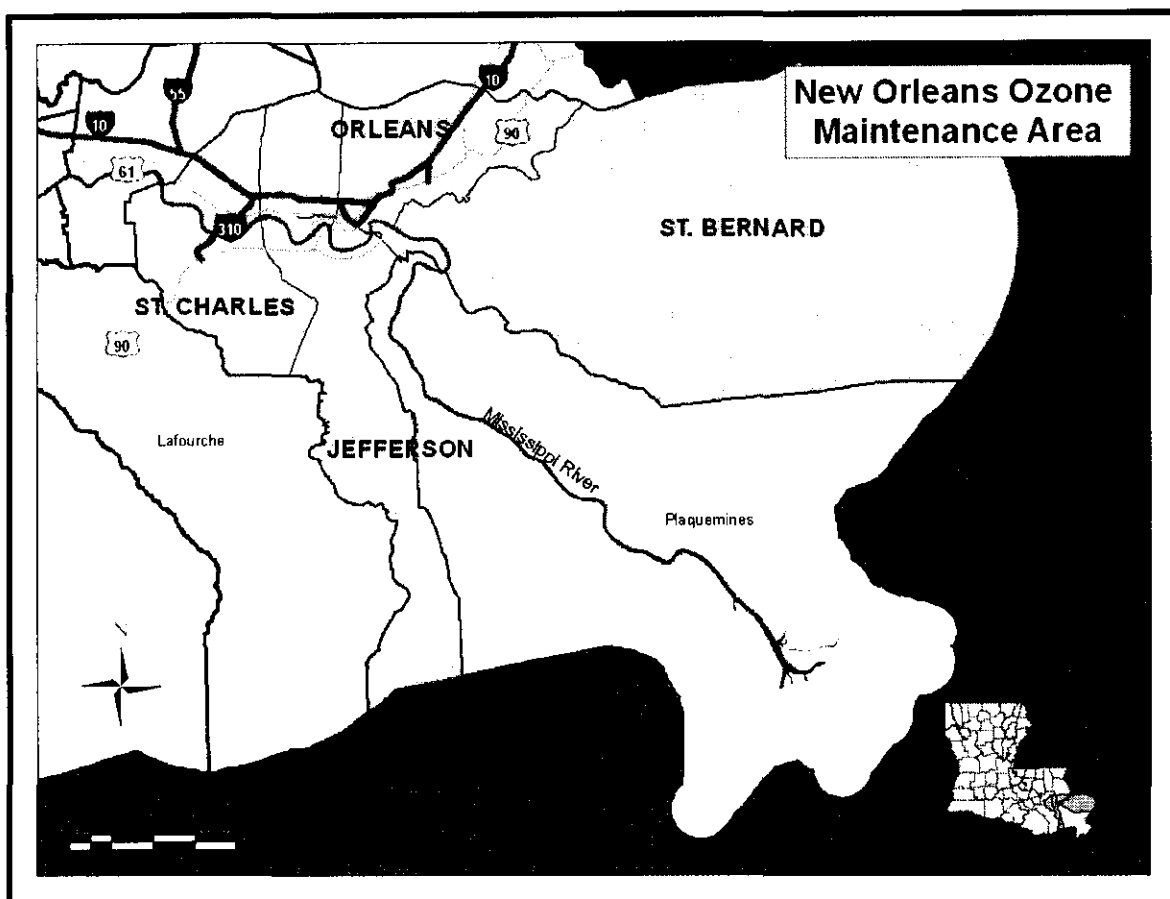 New Orleans Ozone
Maintenance Area
55
10
10
ORLEANS
90
61
310
ST. BERNARD
ST. CHARLES
90
Lafourche
JEFFERSON
Mississippi River
Plaquemines